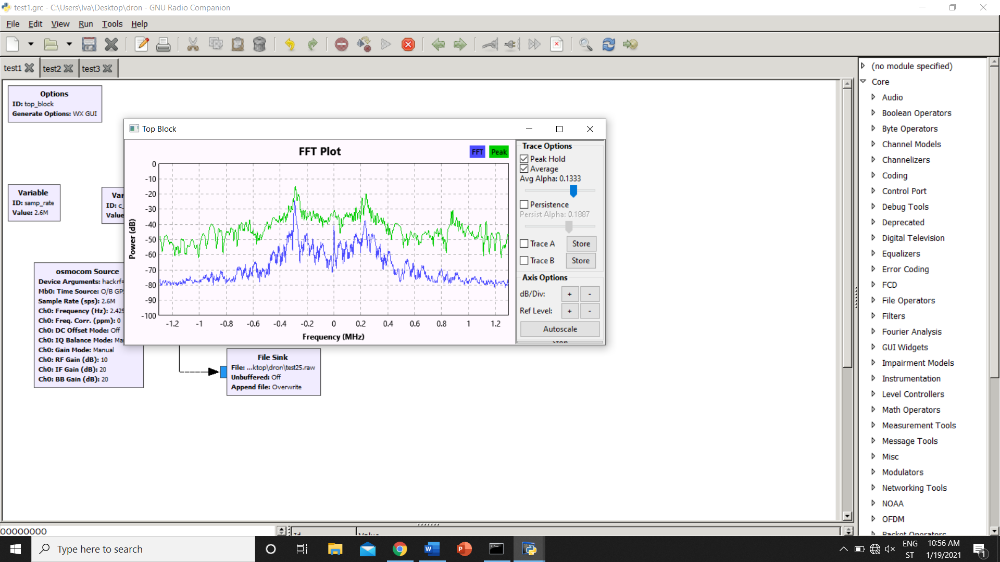 test1.grc - C:\Users\Iva\Desktop\dron - GNU Radio Companion
File Edit View Run Tools Help
test1 test2 test3
Options
ID: top_block
Generate Options: WX GUI
Variable
ID: samp_rate
Value: 2.6M
Var
ID: c_
Value
osmocom Source
Device Arguments: hackrf=
Mb0: Time Source: O/B GP
Sample Rate (sps): 2.6M
Ch0: Frequency (Hz): 2.425
Ch0: Freq. Corr. (ppm): 0
Ch0: DC Offset Mode: Off
Ch0: IQ Balance Mode: Ma
Ch0: Gain Mode: Manual
Ch0: RF Gain (dB): 10
Ch0: IF Gain (dB): 20
Ch0: BB Gain (dB): 20
Top Block
FFT Plot
FFT Peak
0
-10
-20
-30
-40
-50
-60
-70
-80
-90
-100
Power (dB)
-1.2 -1 -0.8 -0.6 -0.4 -0.2 0 0.2 0.4 0.6 0.8 1 1.2
Frequency (MHz)
Trace Options
Peak Hold
Average
Avg Alpha: 0.1333
Persistence
Persist Alpha: 0.1887
Trace A Store
Trace B Store
Axis Options
dB/Div: + -
Ref Level: + -
Autoscale
File Sink
File: ...ktop\dron\test25.raw
Unbuffered: Off
Append file: Overwrite
(no module specified)
Core
Audio
Boolean Operators
Byte Operators
Channel Models
Channelizers
Coding
Control Port
Debug Tools
Deprecated
Digital Television
Equalizers
Error Coding
FCD
File Operators
Filters
Fourier Analysis
GUI Widgets
Impairment Models
Instrumentation
Level Controllers
Math Operators
Measurement Tools
Message Tools
Misc
Modulators
Networking Tools
NOAA
OFDM
Packet Operators
OOOOOOOOO
Id Value
Type here to search
ENG
ST
10:56 AM
1/19/2021
1